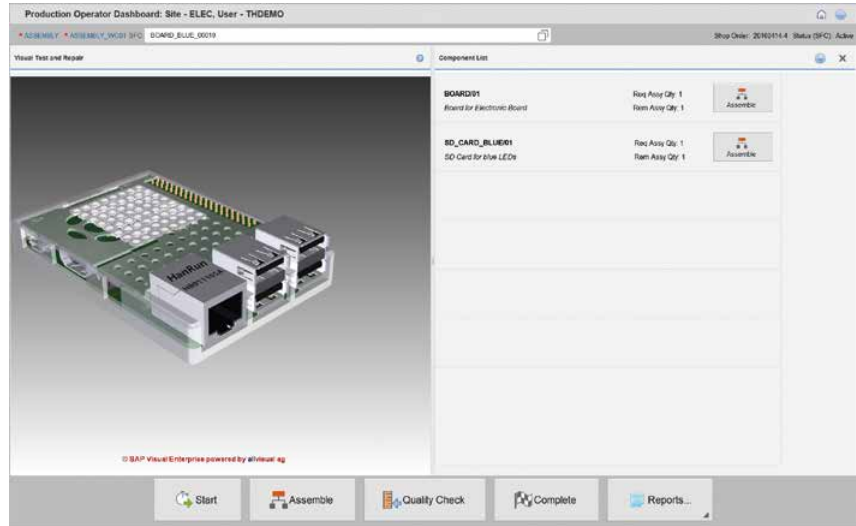 Production Operator Dashboard: Site - ELEC, User - THDEMO
* ASSEMBLY * ASSEMBLY_WC01 SFC BOARD_BLUE_00019
Shop Order: 20160114-4 Status (SFC): Active
Visual Test and Repair
Component List
X
BOARD/01
Req Assy Qty: 1
Board for Electronic Board
Rem Assy Qty: 1
Assemble
SD_CARD_BLUE/01
Req Assy Qty: 1
SD Card for blue LEDs
Rem Assy Qty: 1
Assemble
HanRun
© SAP Visual Enterprise powered by allvisual ag
Start
Assemble
Quality Check
Complete
Reports...